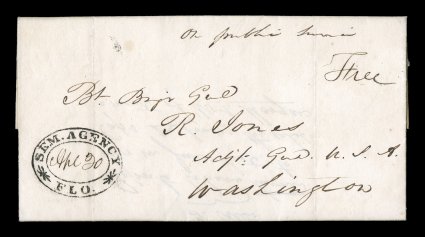 On public service
Free
Bt. Brigr Genl
R. Jones
Adjt. Genl. U. S. A.
Washington
SEM. AGENCY
Apl 30
FLO.